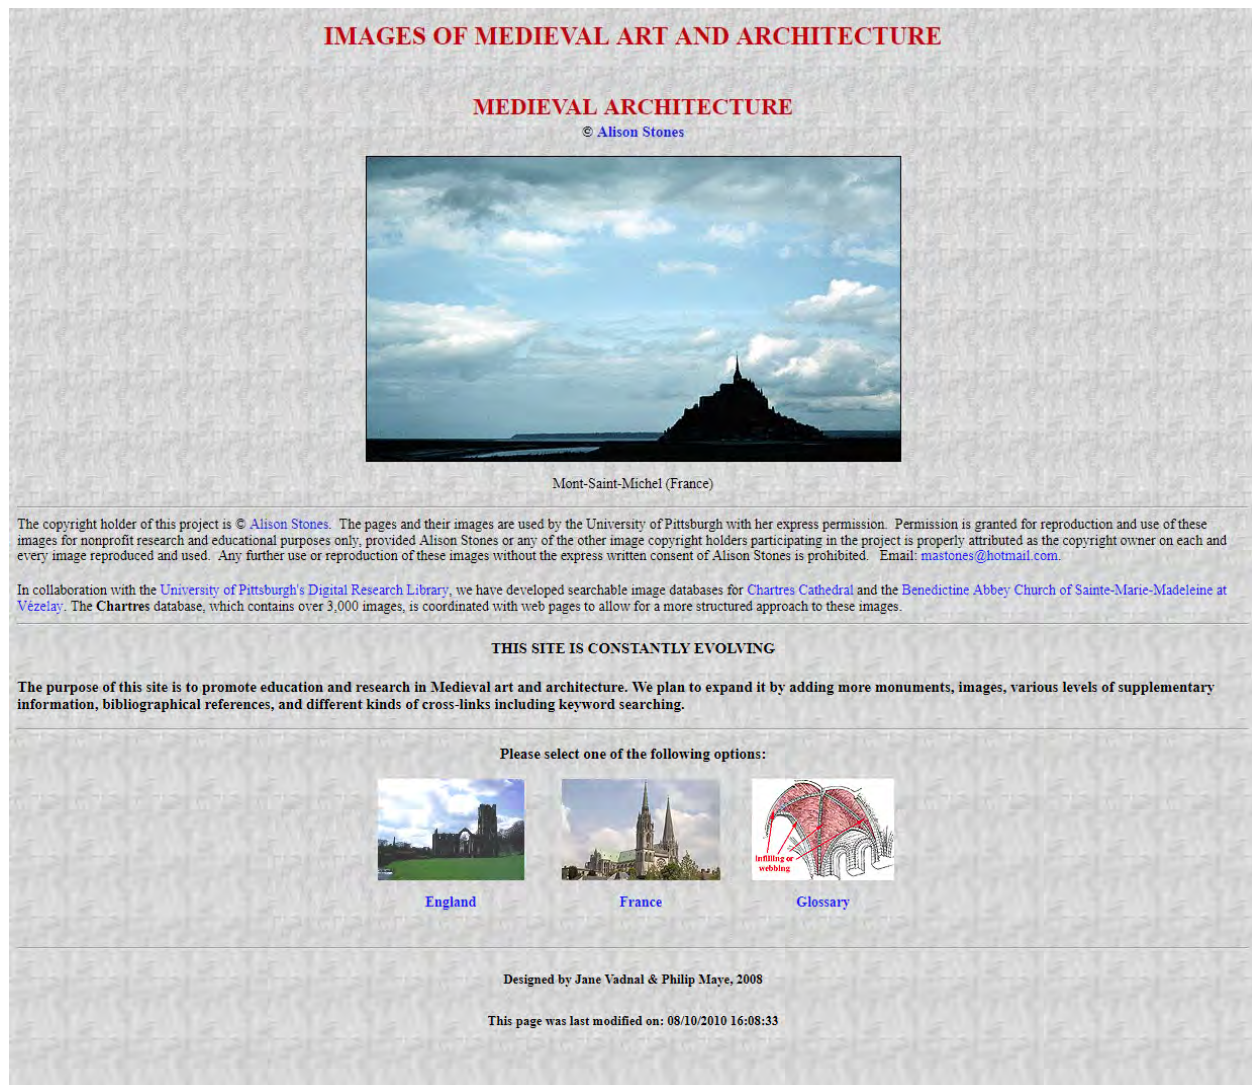 IMAGES OF MEDIEVAL ART AND ARCHITECTURE
MEDIEVAL ARCHITECTURE
© Alison Stones
Mont-Saint-Michel (France)
The copyright holder of this project is © Alison Stones.  The pages and their images are used by the University of Pittsburgh with her express permission.  Permission is granted for reproduction and use of these
images for nonprofit research and educational purposes only, provided Alison Stones or any of the other image copyright holders participating in the project is properly attributed as the copyright owner on each and
every image reproduced and used.  Any further use or reproduction of these images without the express written consent of Alison Stones is prohibited.   Email: mastones@hotmail.com.
In collaboration with the University of Pittsburgh's Digital Research Library, we have developed searchable image databases for Chartres Cathedral and the Benedictine Abbey Church of Sainte-Marie-Madeleine at
Vézelay. The Chartres database, which contains over 3,000 images, is coordinated with web pages to allow for a more structured approach to these images.
THIS SITE IS CONSTANTLY EVOLVING
The purpose of this site is to promote education and research in Medieval art and architecture. We plan to expand it by adding more monuments, images, various levels of supplementary
information, bibliographical references, and different kinds of cross-links including keyword searching.
Please select one of the following options:
infilling or
webbing
England France Glossary
Designed by Jane Vadnal & Philip Maye, 2008
This page was last modified on: 08/10/2010 16:08:33